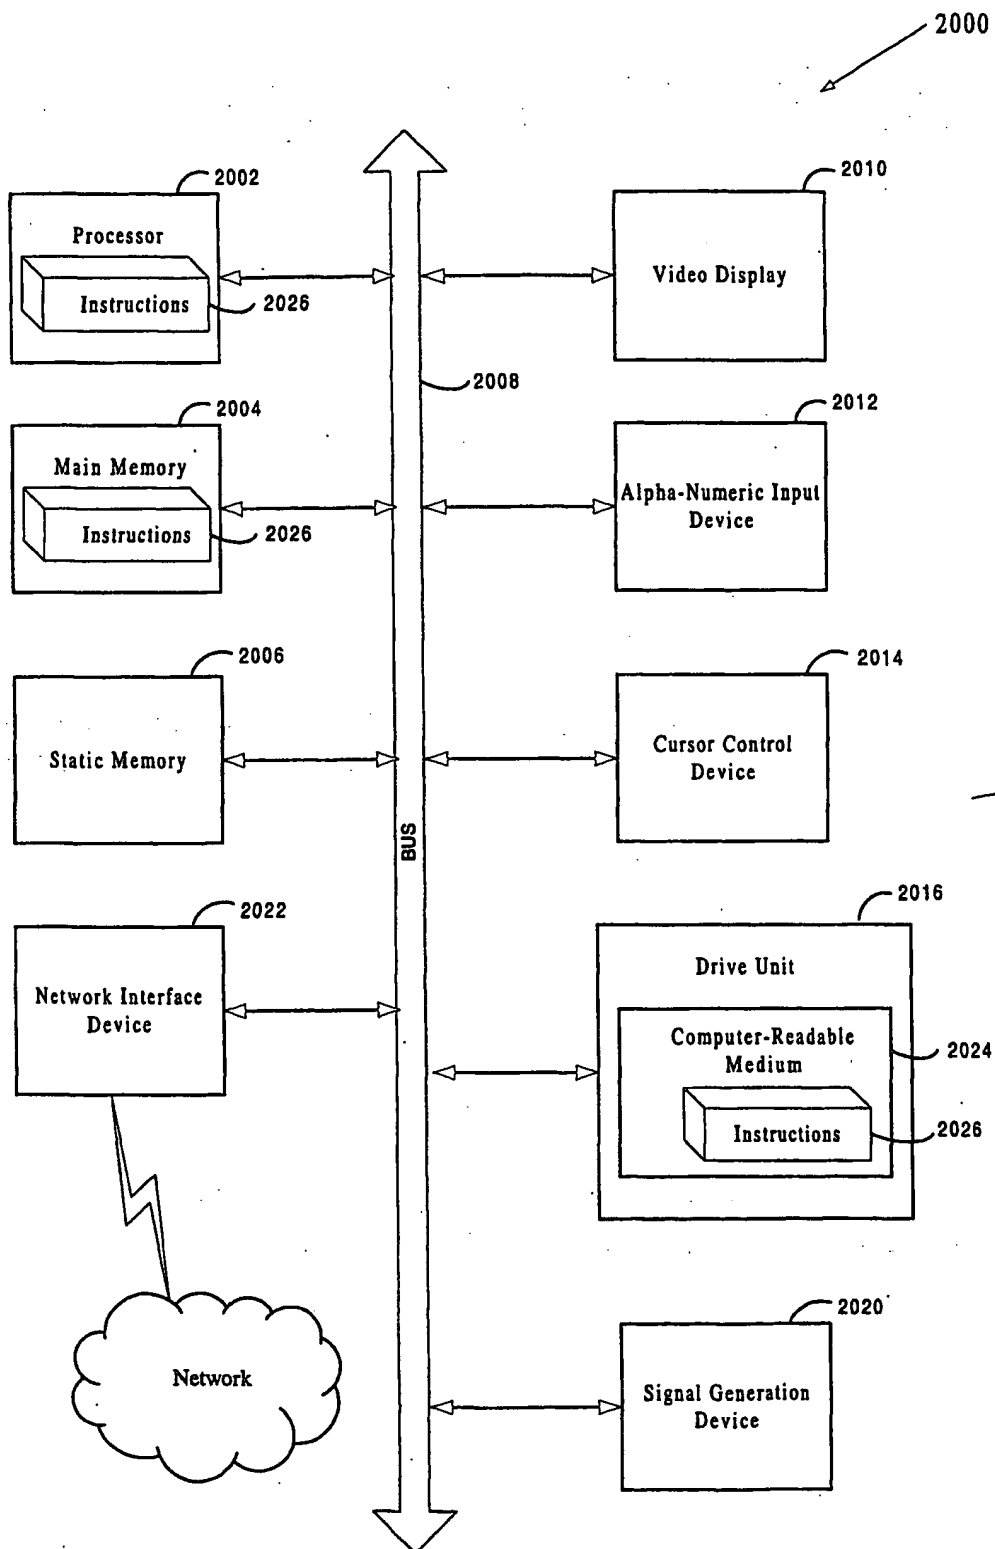 2000
2002
Processor
Instructions
2026
2010
Video Display
2008
2004
Main Memory
Instructions
2026
2012
Alpha-Numeric Input
Device
2006
Static Memory
2014
Cursor Control
Device
BUS
2022
Network Interface
Device
2016
Drive Unit
Computer-Readable
Medium
2024
Instructions
2026
Network
2020
Signal Generation
Device